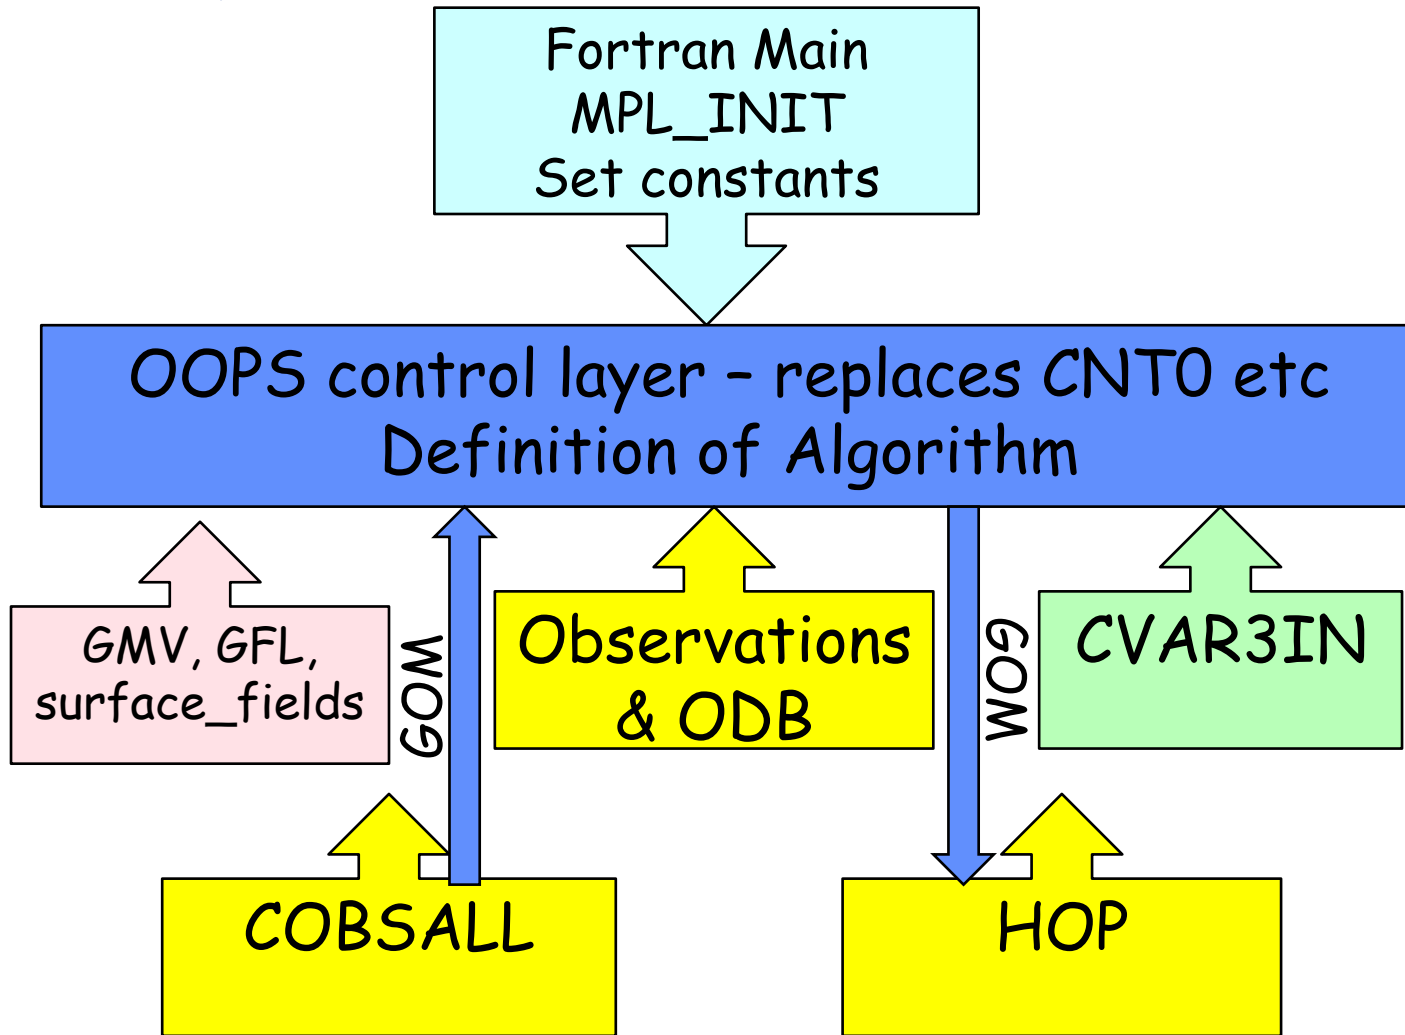 Fortran Main
MPL_INIT
Set constants
OOPS control layer – replaces CNT0 etc
Definition of Algorithm
GMV, GFL,
surface_fields
GOM
Observations
& ODB
GOM
CVAR3IN
COBSALL
HOP